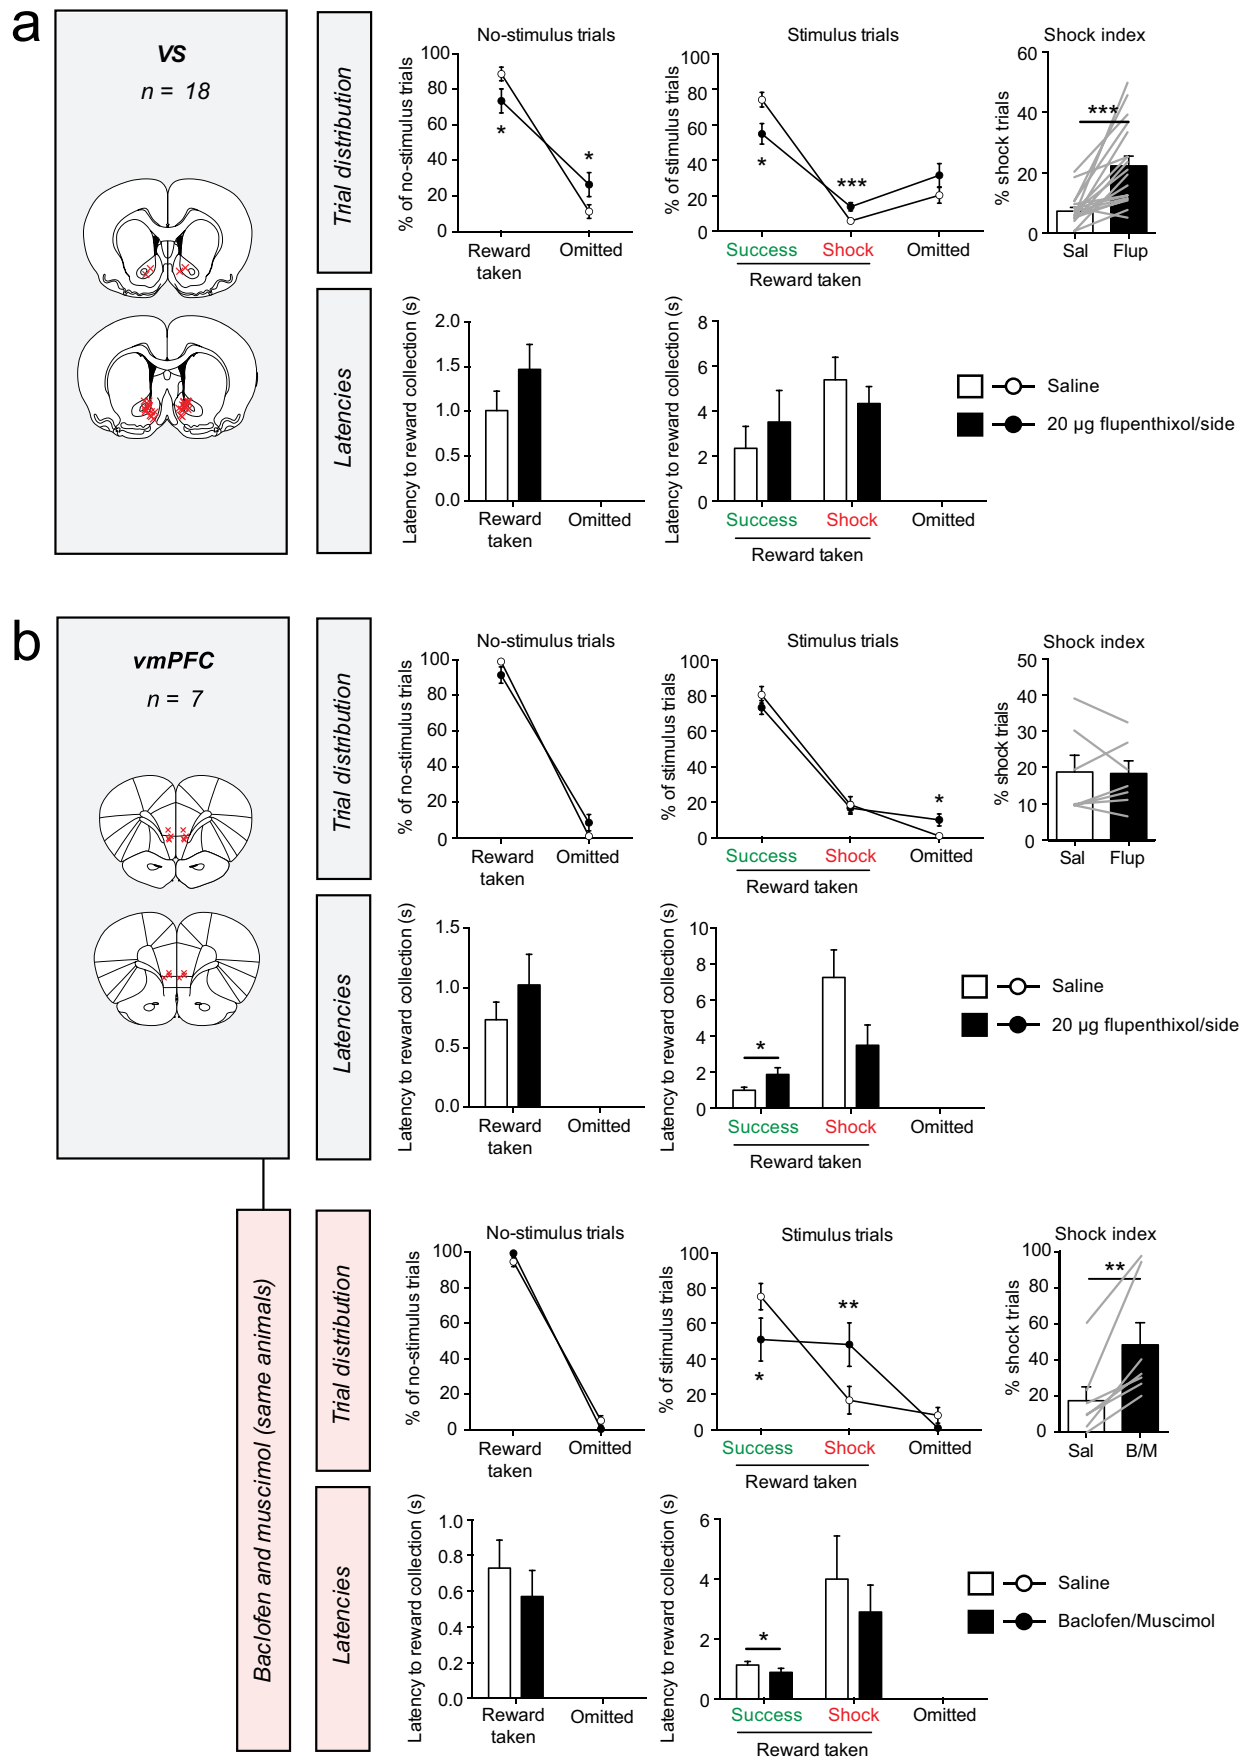 a
VS
n = 18
Trial distribution
No-stimulus trials
% of no-stimulus trials
100
80
60
40
20
0
*
*
Reward
taken
Omitted
Stimulus trials
% of stimulus trials
100
80
60
40
20
0
*
***
Success
Shock
Omitted
Reward taken
Shock index
% shock trials
60
40
20
0
***
Sal
Flup
Latencies
Latency to reward collection (s)
2.0
1.5
1.0
0.5
0.0
Reward
taken
Omitted
Latency to reward collection (s)
8
6
4
2
0
Success
Shock
Omitted
Reward taken
Saline
20 µg flupenthixol/side
b
vmPFC
n = 7
Trial distribution
No-stimulus trials
% of no-stimulus trials
100
80
60
40
20
0
Reward
taken
Omitted
Stimulus trials
% of stimulus trials
100
80
60
40
20
0
*
Success
Shock
Omitted
Reward taken
Shock index
% shock trials
50
40
30
20
10
0
Sal
Flup
Latencies
Latency to reward collection (s)
1.5
1.0
0.5
0.0
Reward
taken
Omitted
Latency to reward collection (s)
10
8
6
4
2
0
*
Success
Shock
Omitted
Reward taken
Saline
20 µg flupenthixol/side
Baclofen and muscimol (same animals)
Trial distribution
No-stimulus trials
% of no-stimulus trials
100
80
60
40
20
0
Reward
taken
Omitted
Stimulus trials
% of stimulus trials
100
80
60
40
20
0
*
**
Success
Shock
Omitted
Reward taken
Shock index
% shock trials
100
80
60
40
20
0
**
Sal
B/M
Latencies
Latency to reward collection (s)
1.0
0.8
0.6
0.4
0.2
0.0
Reward
taken
Omitted
Latency to reward collection (s)
6
4
2
0
*
Success
Shock
Omitted
Reward taken
Saline
Baclofen/Muscimol